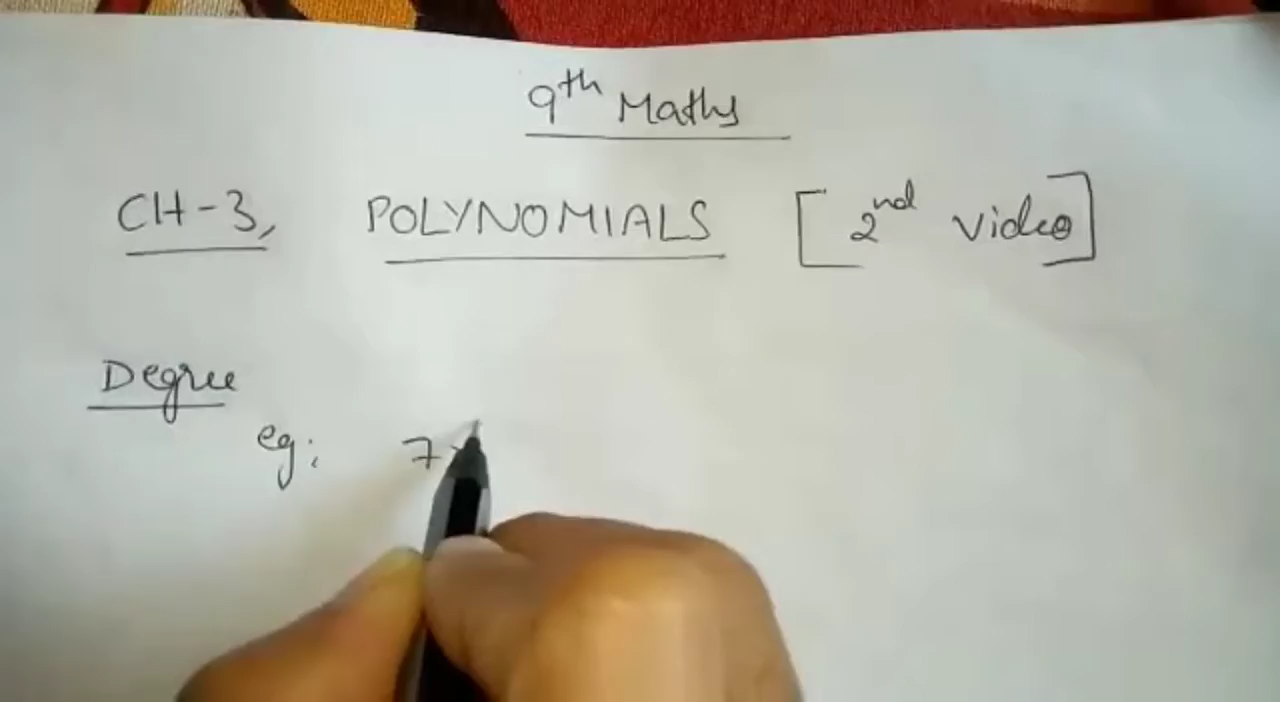 9th Maths
CH-3, POLYNOMIALS [2nd video]
Degree
eg: 7